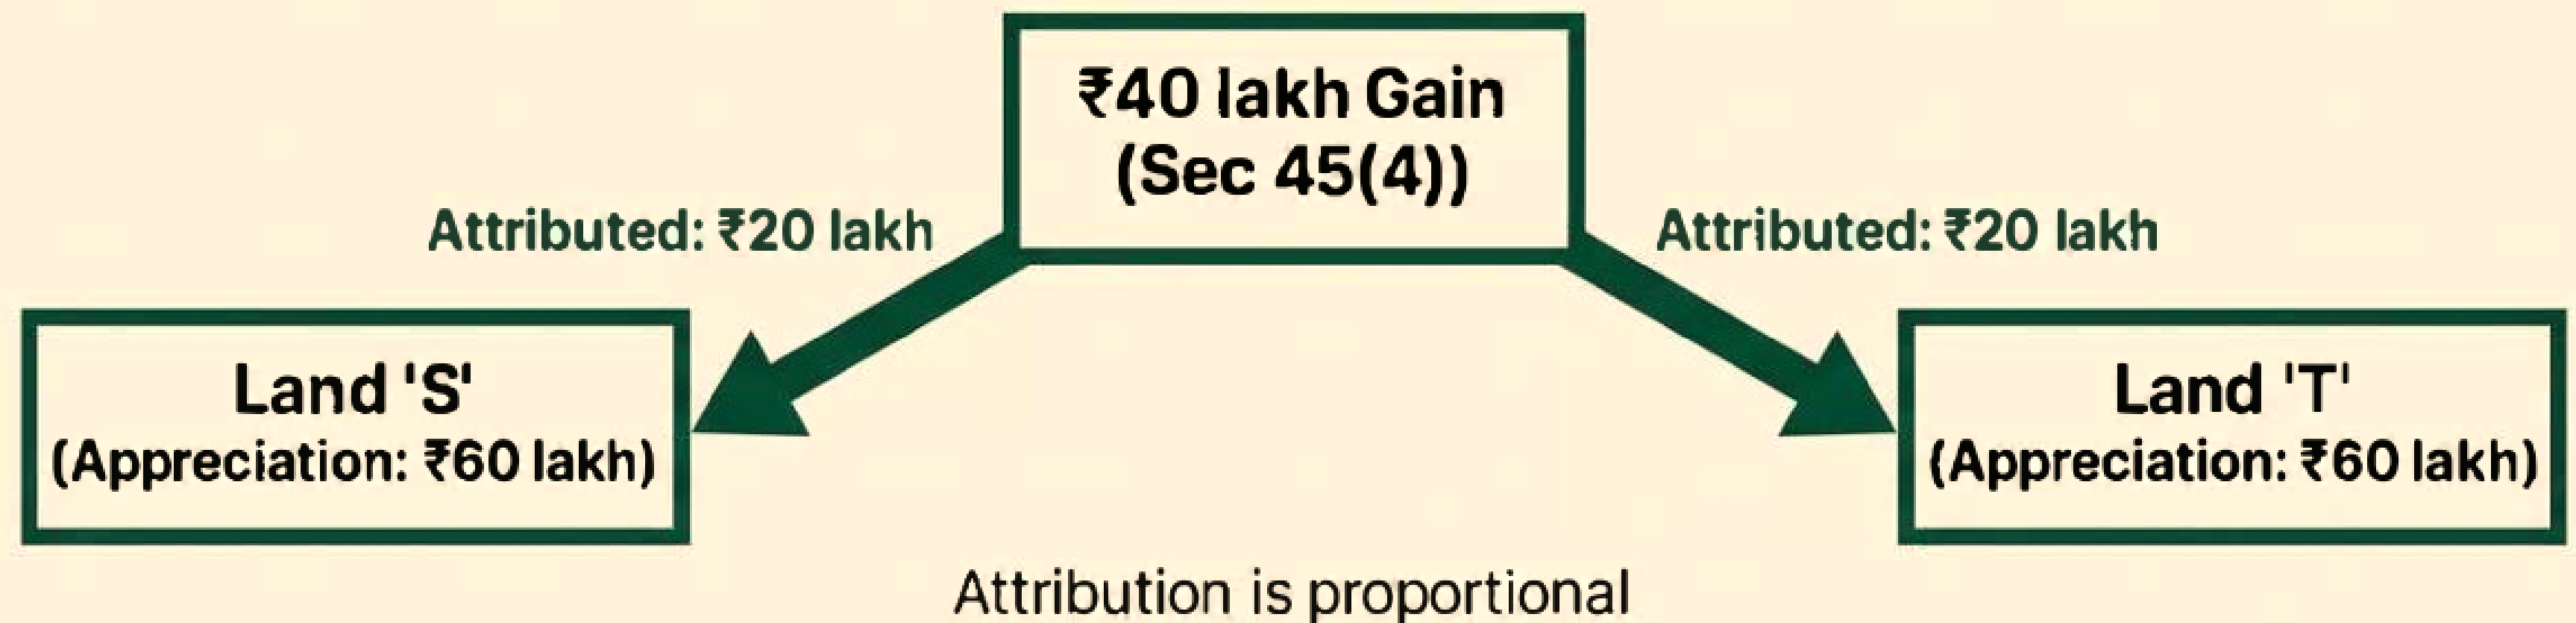 ₹40 lakh Gain
(Sec 45(4))
Attributed: ₹20 lakh
Attributed: ₹20 lakh
Land 'S'
(Appreciation: ₹60 lakh)
Land 'T'
(Appreciation: ₹60 lakh)
Attribution is proportional